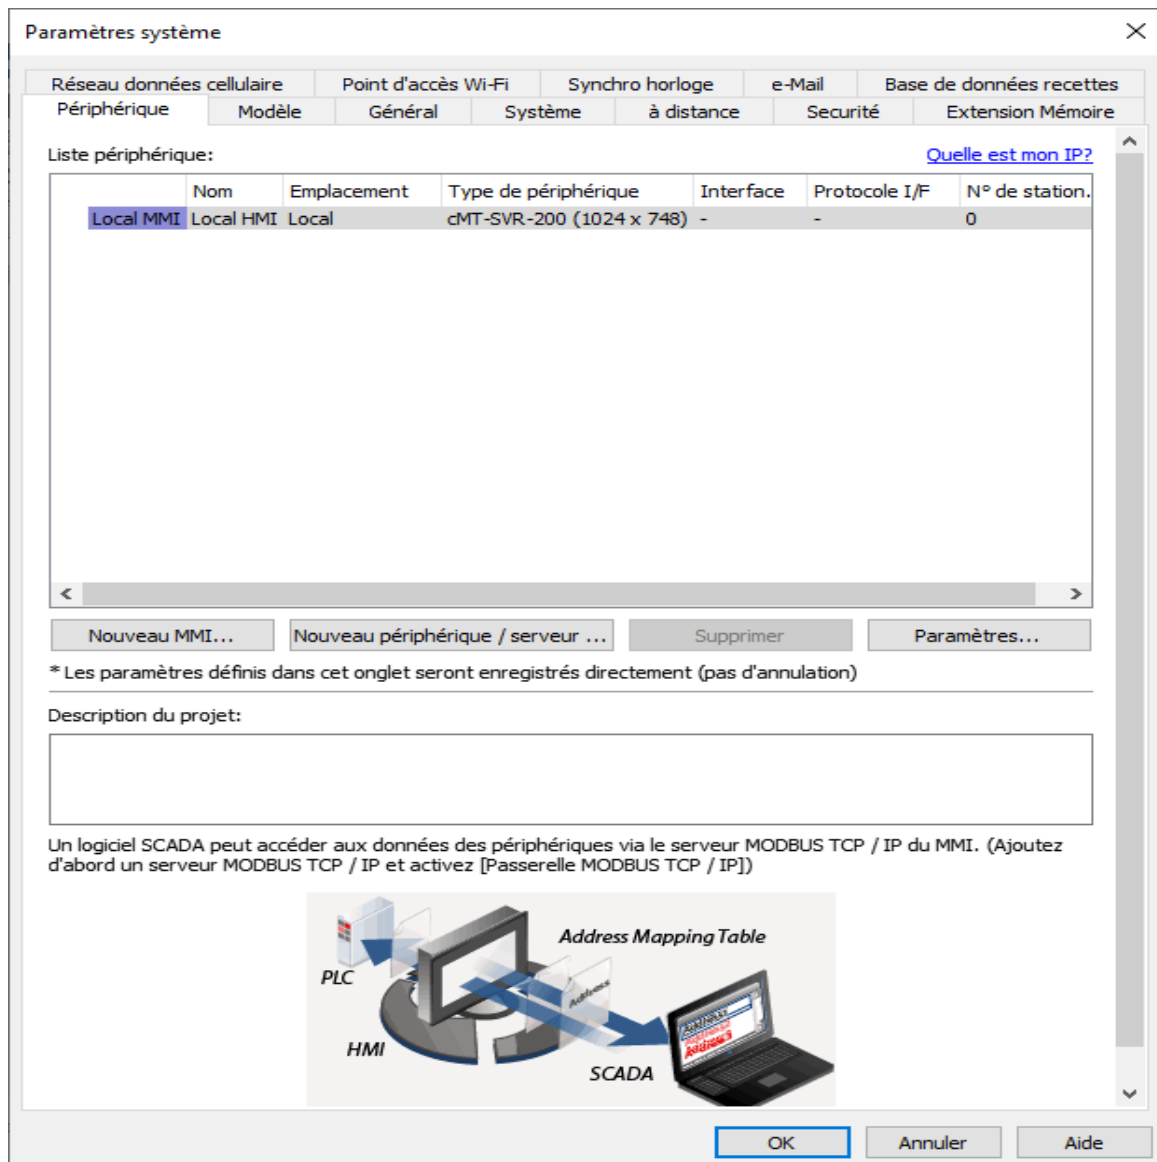 Paramètres système
Réseau données cellulaire Point d'accès Wi-Fi Synchro horloge e-Mail Base de données recettes
Périphérique Modèle Général Système à distance Securité Extension Mémoire
Liste périphérique: Quelle est mon IP?
Nom Emplacement Type de périphérique Interface Protocole I/F N° de station.
Local MMI Local HMI Local cMT-SVR-200 (1024 x 748) - - 0
Nouveau MMI... Nouveau périphérique / serveur ... Supprimer Paramètres...
* Les paramètres définis dans cet onglet seront enregistrés directement (pas d'annulation)
Description du projet:
Un logiciel SCADA peut accéder aux données des périphériques via le serveur MODBUS TCP / IP du MMI. (Ajoutez
d'abord un serveur MODBUS TCP / IP et activez [Passerelle MODBUS TCP / IP])
Address Mapping Table
PLC
Address
HMI
SCADA
OK Annuler Aide